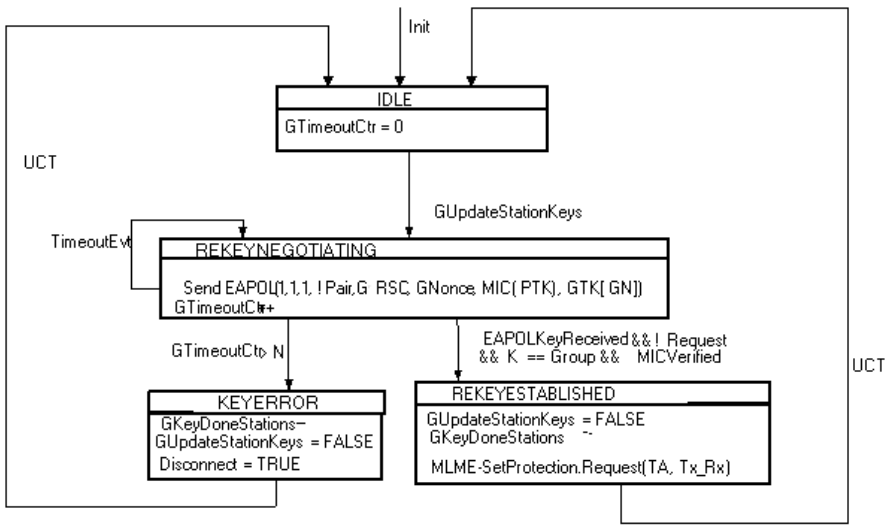 Init
IDLE
GTimeoutCtr = 0
UCT
GUpdateStationKeys
TimeoutEvt
REKEYNEGOTIATING
Send EAPOL(1,1,1, !Pair,G RSC, GNonce, MIC( PTK), GTK[ GN])
GTimeoutCtr++
GTimeoutCtr> N
EAPOLKeyReceived && ! Request
&& K == Group && MICVerified
UCT
KEYERROR
GKeyDoneStations--
GUpdateStationKeys = FALSE
Disconnect = TRUE
REKEYESTABLISHED
GUpdateStationKeys = FALSE
GKeyDoneStations --
MLME-SetProtection.Request(TA, Tx_Rx)